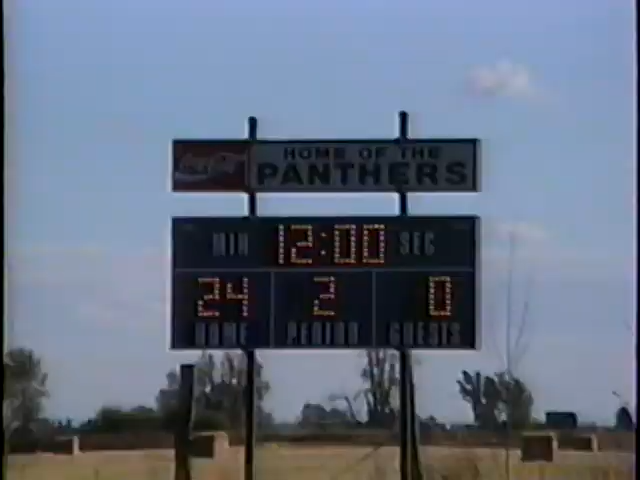 Coca-Cola
HOME OF THE
PANTHERS
MIN 12:00 SEC
24 2 0
HOME PERIOD GUESTS